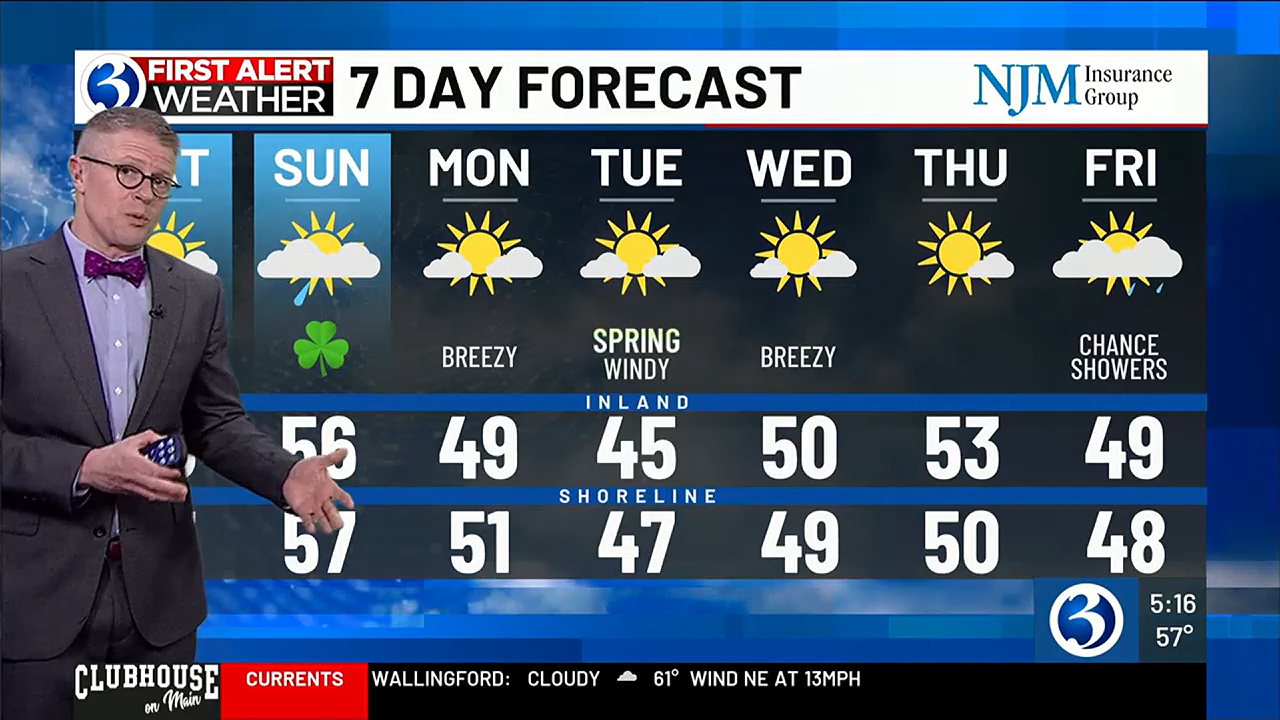 3 FIRST ALERT
WEATHER
7 DAY FORECAST
NJM Insurance
Group
SUN MON TUE WED THU FRI
BREEZY
SPRING
WINDY
BREEZY
CHANCE
SHOWERS
INLAND
56 49 45 50 53 49
SHORELINE
57 51 47 49 50 48
3
5:16
57°
CLUBHOUSE
on Main
CURRENTS
WALLINGFORD: CLOUDY 61° WIND NE AT 13MPH